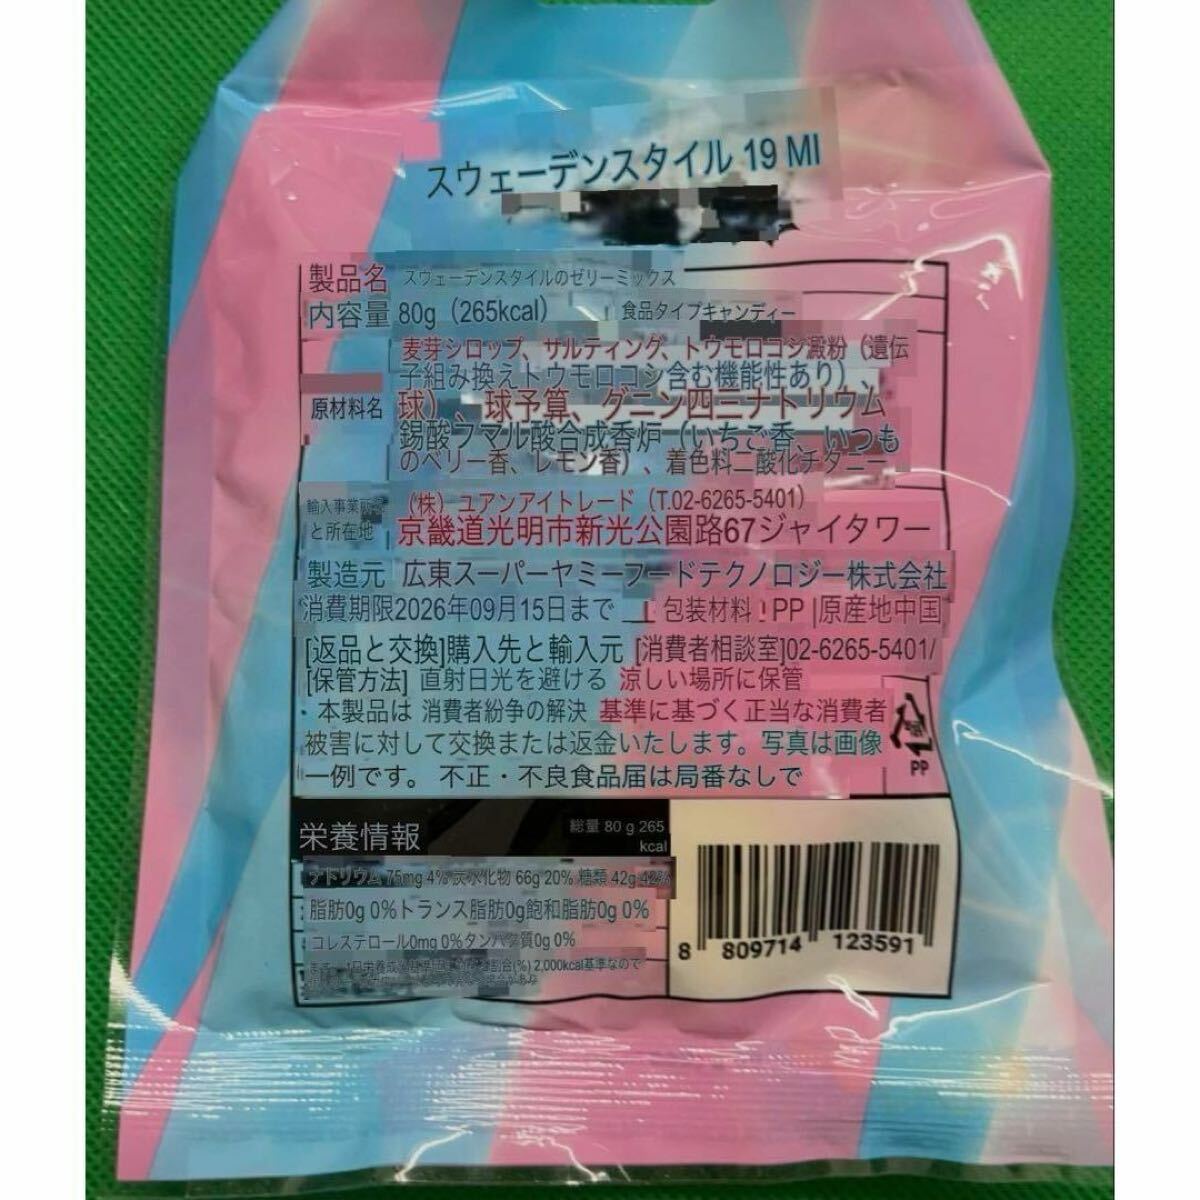 スウェーデンスタイル 19 MI
製品名 スウェーデンスタイルのゼリーミックス
内容量 80g（265kcal） 食品タイプキャンディー
麦芽シロップ、サルティング、トウモロコシ澱粉（遺伝
子組み換えトウモロコシ含む機能性あり）、
原材料名 球）、球予算、グニン四三ナトリウム
錫酸フマル酸合成香炉（いちご香、いつも
のベリー香、レモン香）、着色料二酸化チタニー
輸入事業所
と所在地 （株）ユアンアイトレード（T.02-6265-5401）
京畿道光明市新光公園路67ジャイタワー
製造元 広東スーパーヤミーフードテクノロジー株式会社
消費期限2026年09月15日まで 包装材料 PP 原産地中国
[返品と交換]購入先と輸入元 [消費者相談室]02-6265-5401/
[保管方法] 直射日光を避ける 涼しい場所に保管
・本製品は 消費者紛争の解決 基準に基づく正当な消費者
被害に対して交換または返金いたします。写真は画像
一例です。 不正・不良食品届は局番なしで
PP
栄養情報 総量 80 g 265
kcal
ナトリウム 75mg 4% 炭水化物 66g 20% 糖類 42g 42%
脂肪0g 0%トランス脂肪0g飽和脂肪0g 0%
コレステロール0mg 0%タンパク質0g 0%
割合(%) 2,000kcal基準なので
8 809714 123591